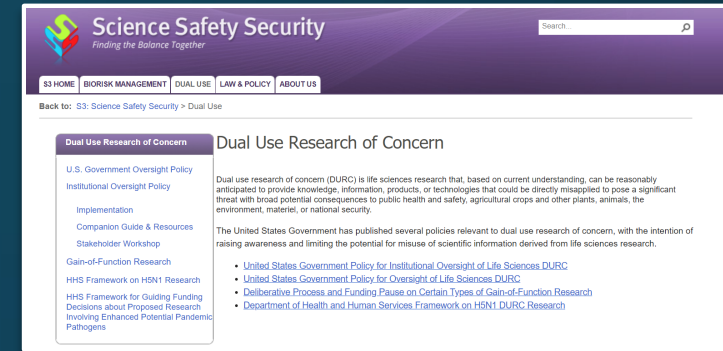 Science Safety Security
Finding the Balance Together
Search...
S3 HOME
BIORISK MANAGEMENT
DUAL USE
LAW & POLICY
ABOUT US
Back to: S3: Science Safety Security > Dual Use
Dual Use Research of Concern
U.S. Government Oversight Policy
Institutional Oversight Policy
Implementation
Companion Guide & Resources
Stakeholder Workshop
Gain-of-Function Research
HHS Framework on H5N1 Research
HHS Framework for Guiding Funding
Decisions about Proposed Research
Involving Enhanced Potential Pandemic
Pathogens
Dual Use Research of Concern
Dual use research of concern (DURC) is life sciences research that, based on current understanding, can be reasonably
anticipated to provide knowledge, information, products, or technologies that could be directly misapplied to pose a significant
threat with broad potential consequences to public health and safety, agricultural crops and other plants, animals, the
environment, materiel, or national security.
The United States Government has published several policies relevant to dual use research of concern, with the intention of
raising awareness and limiting the potential for misuse of scientific information derived from life sciences research.
• United States Government Policy for Institutional Oversight of Life Sciences DURC
• United States Government Policy for Oversight of Life Sciences DURC
• Deliberative Process and Funding Pause on Certain Types of Gain-of-Function Research
• Department of Health and Human Services Framework on H5N1 DURC Research